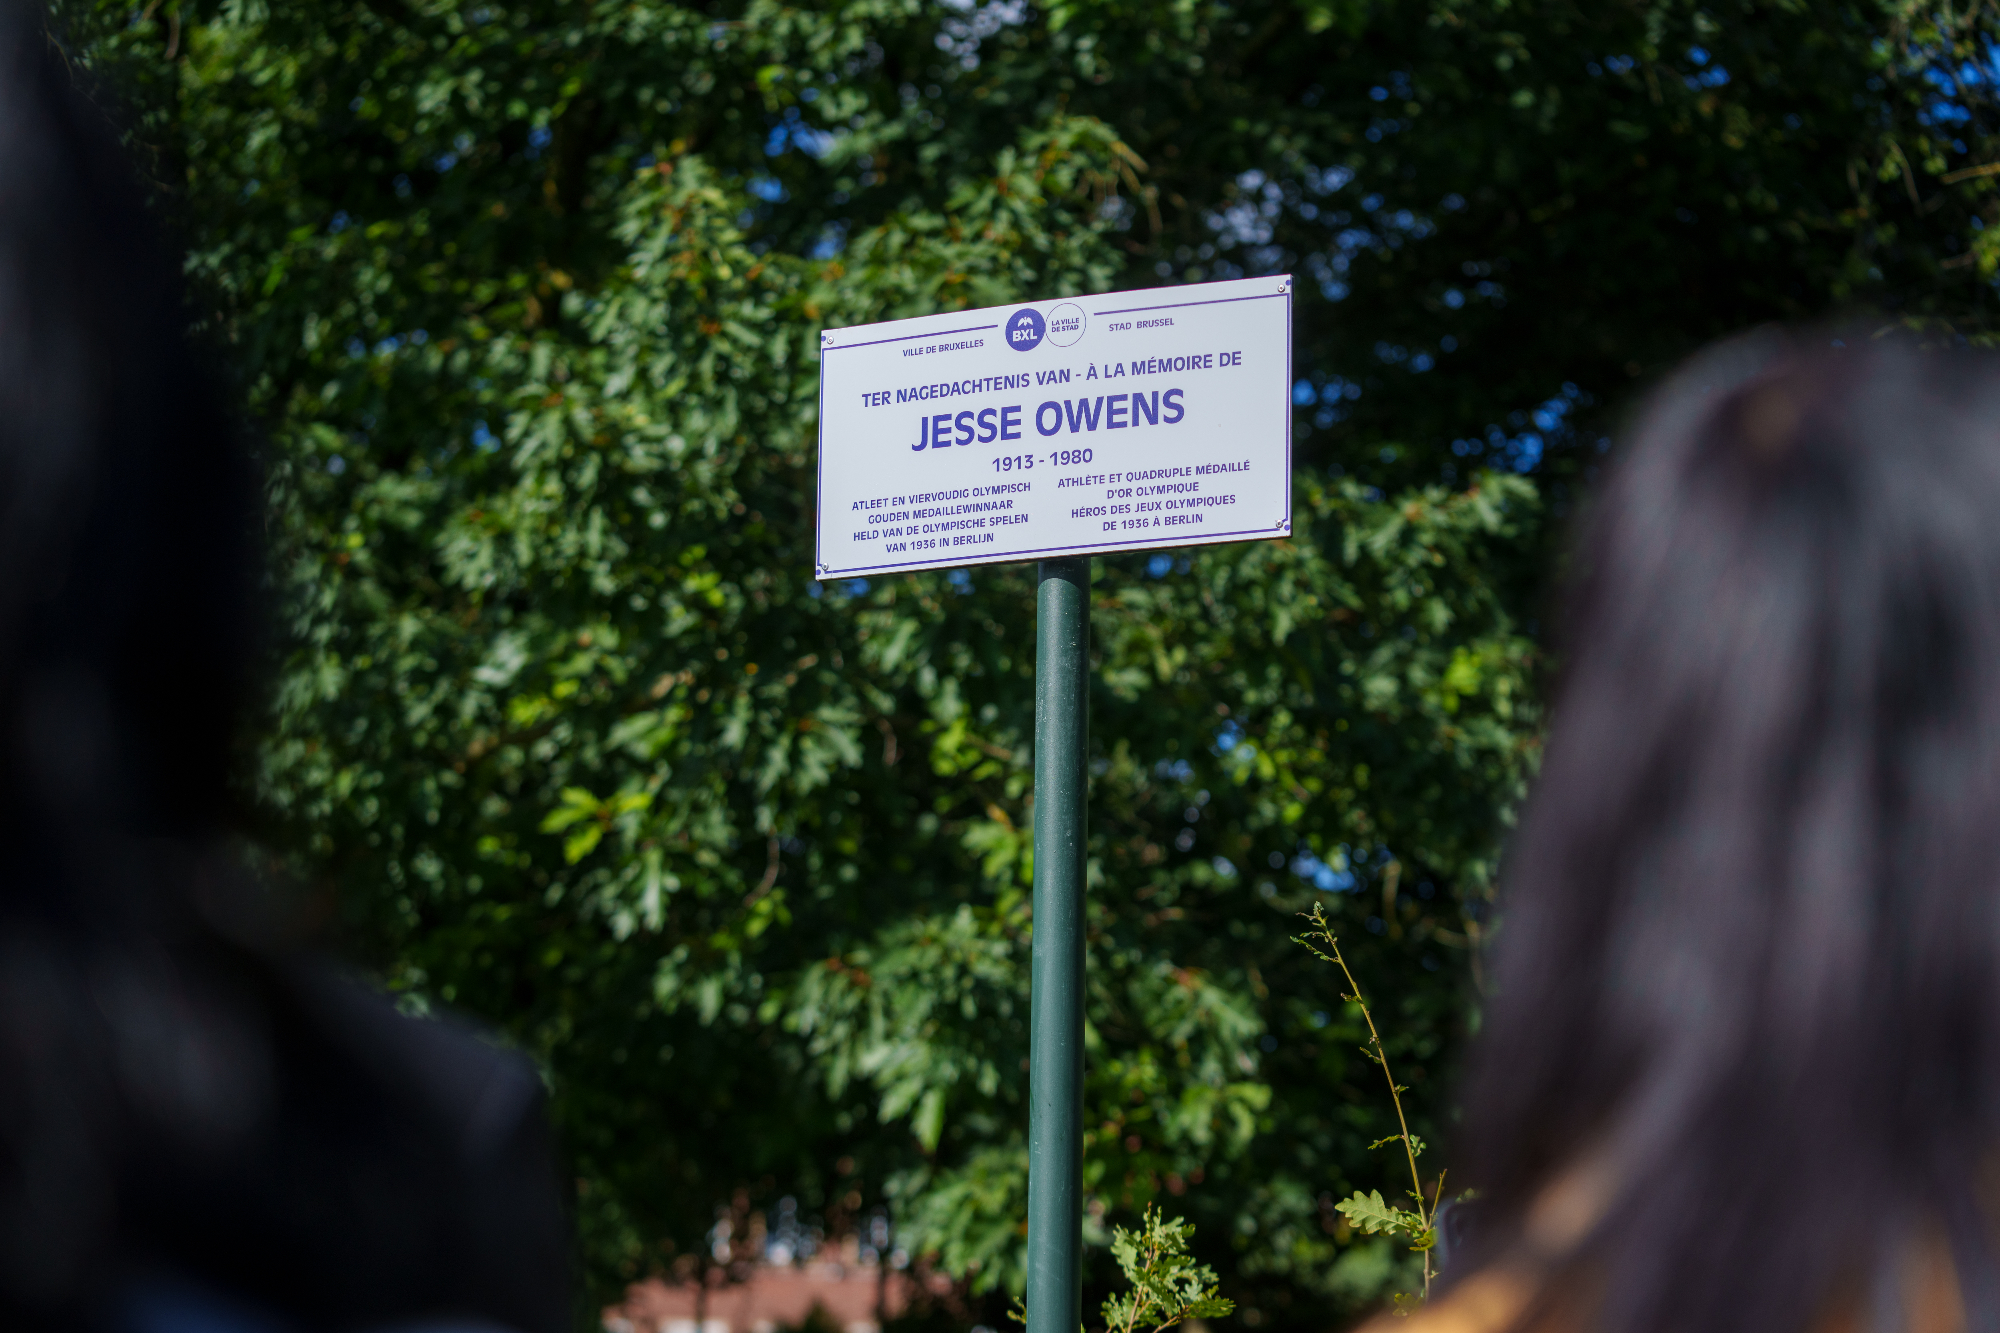 VILLE DE BRUXELLES
BXL
LA VILLE
DE STAD
STAD BRUSSEL
TER NAGEDACHTENIS VAN - À LA MÉMOIRE DE
JESSE OWENS
1913 - 1980
ATLEET EN VIERVOUDIG OLYMPISCH
GOUDEN MEDAILLEWINNAAR
HELD VAN DE OLYMPISCHE SPELEN
VAN 1936 IN BERLIJN
ATHLÈTE ET QUADRUPLE MÉDAILLÉ
D'OR OLYMPIQUE
HÉROS DES JEUX OLYMPIQUES
DE 1936 À BERLIN